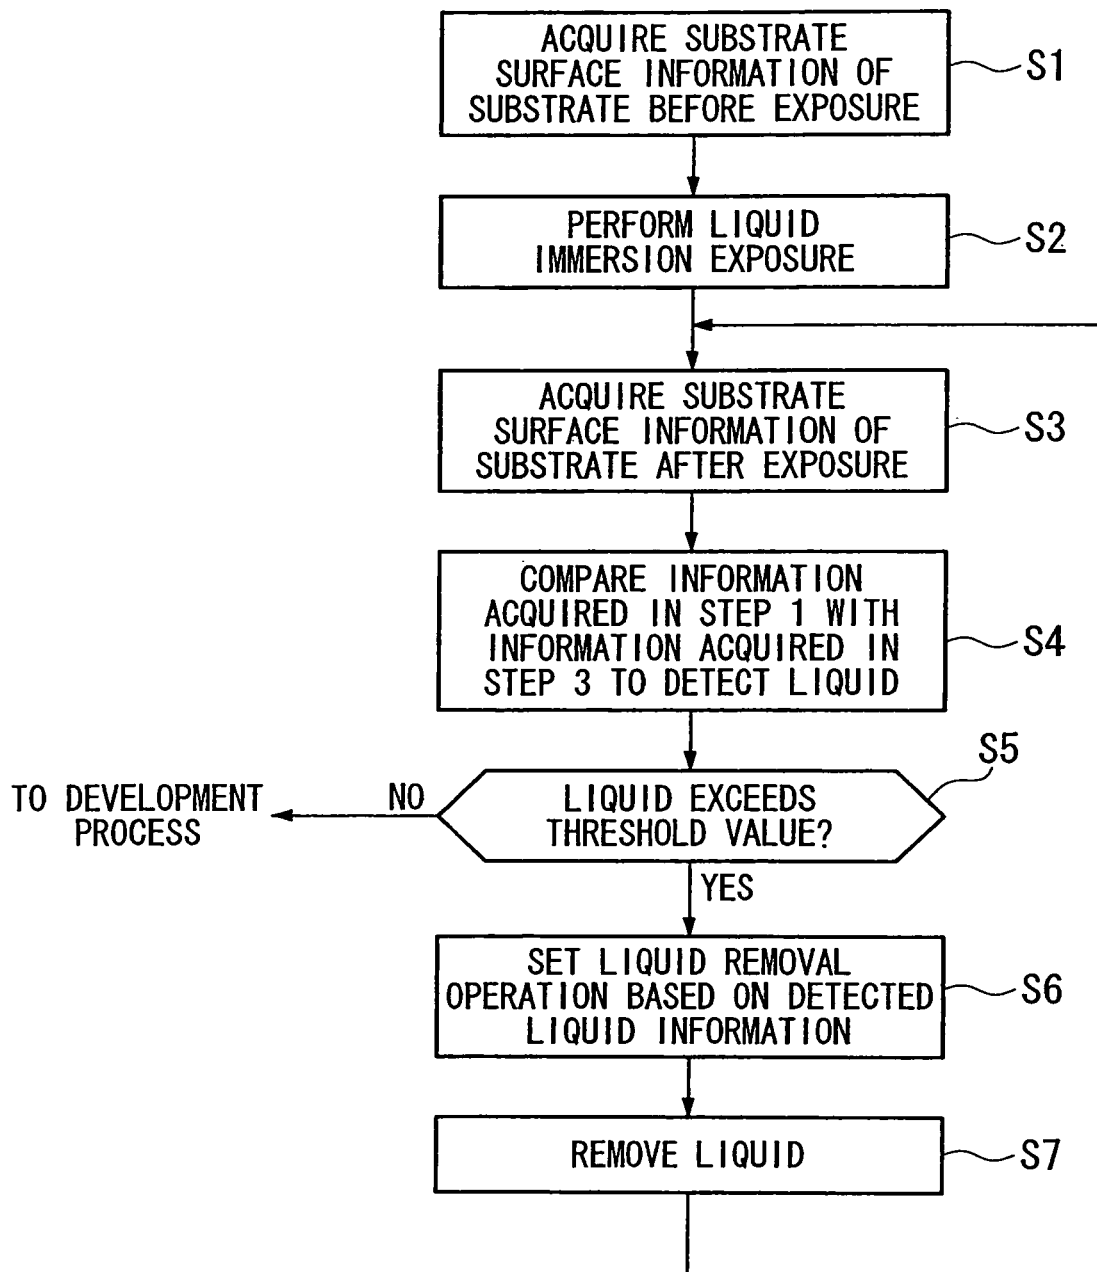 ACQUIRE SUBSTRATE
SURFACE INFORMATION OF
SUBSTRATE BEFORE EXPOSURE
S1
PERFORM LIQUID
IMMERSION EXPOSURE
S2
ACQUIRE SUBSTRATE
SURFACE INFORMATION OF
SUBSTRATE AFTER EXPOSURE
S3
COMPARE INFORMATION
ACQUIRED IN STEP 1 WITH
INFORMATION ACQUIRED IN
STEP 3 TO DETECT LIQUID
S4
LIQUID EXCEEDS
THRESHOLD VALUE?
S5
NO
TO DEVELOPMENT
PROCESS
YES
SET LIQUID REMOVAL
OPERATION BASED ON DETECTED
LIQUID INFORMATION
S6
REMOVE LIQUID
S7